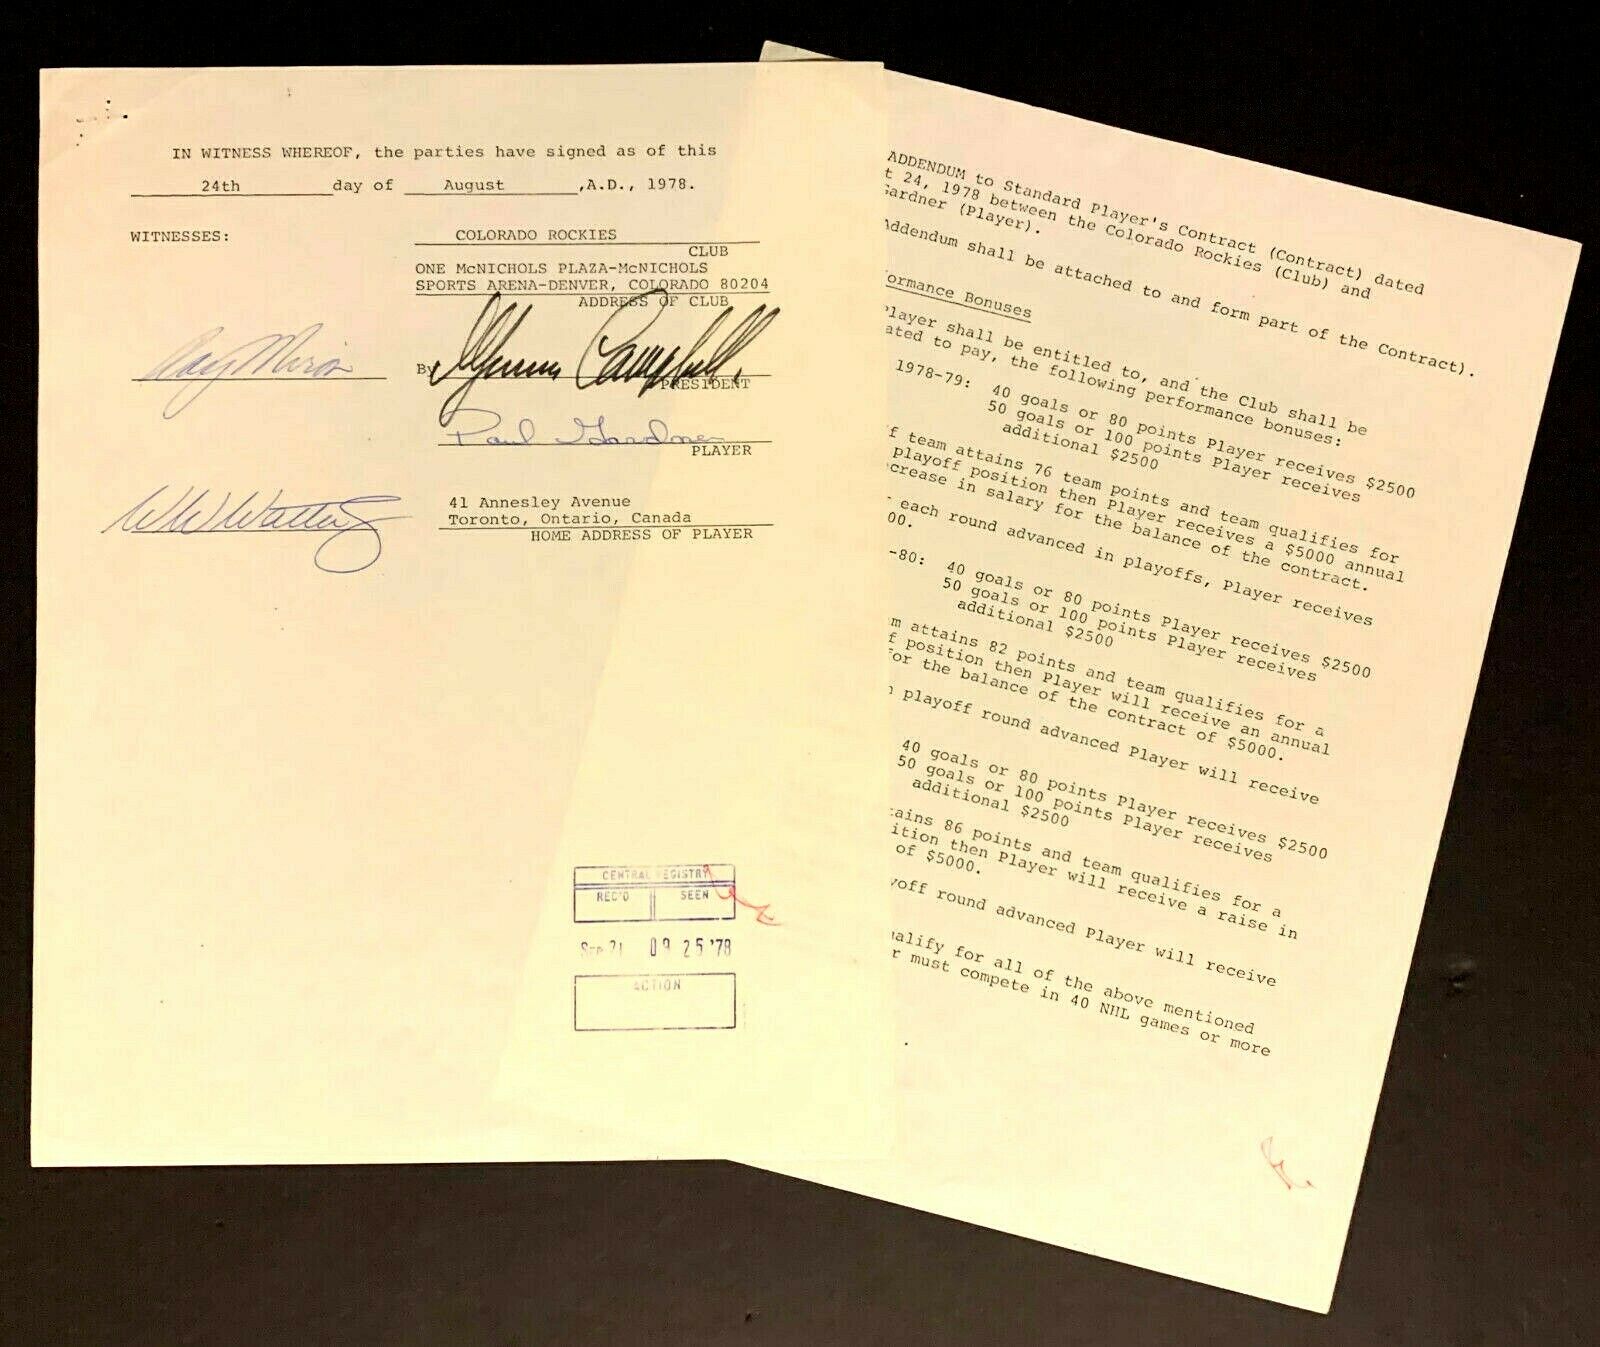 IN WITNESS WHEREOF, the parties have signed as of this
24th day of August ,A.D., 1978.
WITNESSES:
COLORADO ROCKIES
CLUB
ONE McNICHOLS PLAZA-McNICHOLS
SPORTS ARENA-DENVER, COLORADO 80204
ADDRESS OF CLUB
Ray Miron
By Munson Campbell
PRESIDENT
Paul Gardner
PLAYER
41 Annesley Avenue
W W Watters
Toronto, Ontario, Canada
HOME ADDRESS OF PLAYER
CENTRAL REGISTRY
REC'D SEEN
Sep 21 09 25 '78
ACTION
ADDENDUM to Standard Player's Contract (Contract) dated
t 24, 1978 between the Colorado Rockies (Club) and
Gardner (Player).
Addendum shall be attached to and form part of the Contract).
ormance Bonuses
Player shall be entitled to, and the Club shall be
ated to pay, the following performance bonuses:
1978-79: 40 goals or 80 points Player receives $2500
50 goals or 100 points Player receives
additional $2500
f team attains 76 team points and team qualifies for
playoff position then Player receives a $5000 annual
crease in salary for the balance of the contract.
each round advanced in playoffs, Player receives
00.
-80: 40 goals or 80 points Player receives $2500
50 goals or 100 points Player receives
additional $2500
m attains 82 points and team qualifies for a
f position then Player will receive an annual
for the balance of the contract of $5000.
playoff round advanced Player will receive
40 goals or 80 points Player receives $2500
50 goals or 100 points Player receives
additional $2500
tains 86 points and team qualifies for a
ition then Player will receive a raise in
of $5000.
yoff round advanced Player will receive
ualify for all of the above mentioned
r must compete in 40 NHL games or more